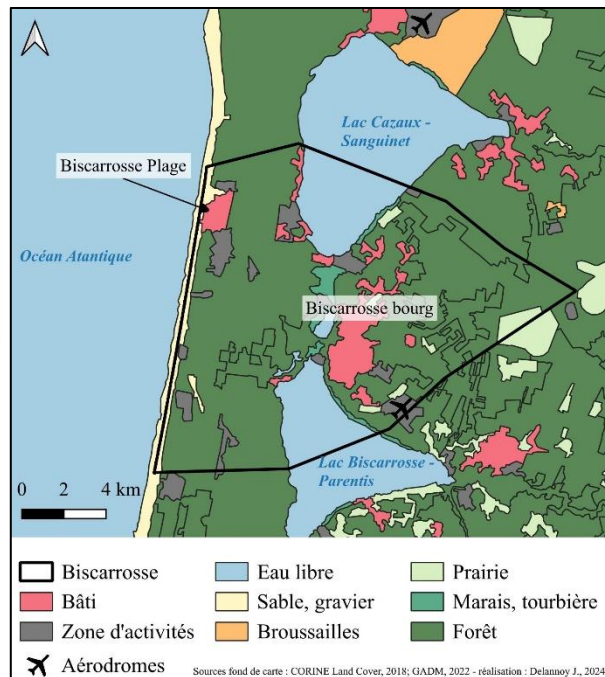 Lac Cazaux -
Sanguinet
Biscarrosse Plage
Océan Atantique
Biscarrosse bourg
Lac Biscarrosse -
Parentis
0 2 4 km
Biscarrosse
Eau libre
Prairie
Bâti
Sable, gravier
Marais, tourbière
Zone d'activités
Broussailles
Forêt
Aérodromes
Sources fond de carte : CORINE Land Cover, 2018; GADM, 2022 - réalisation : Delannoy J., 2024